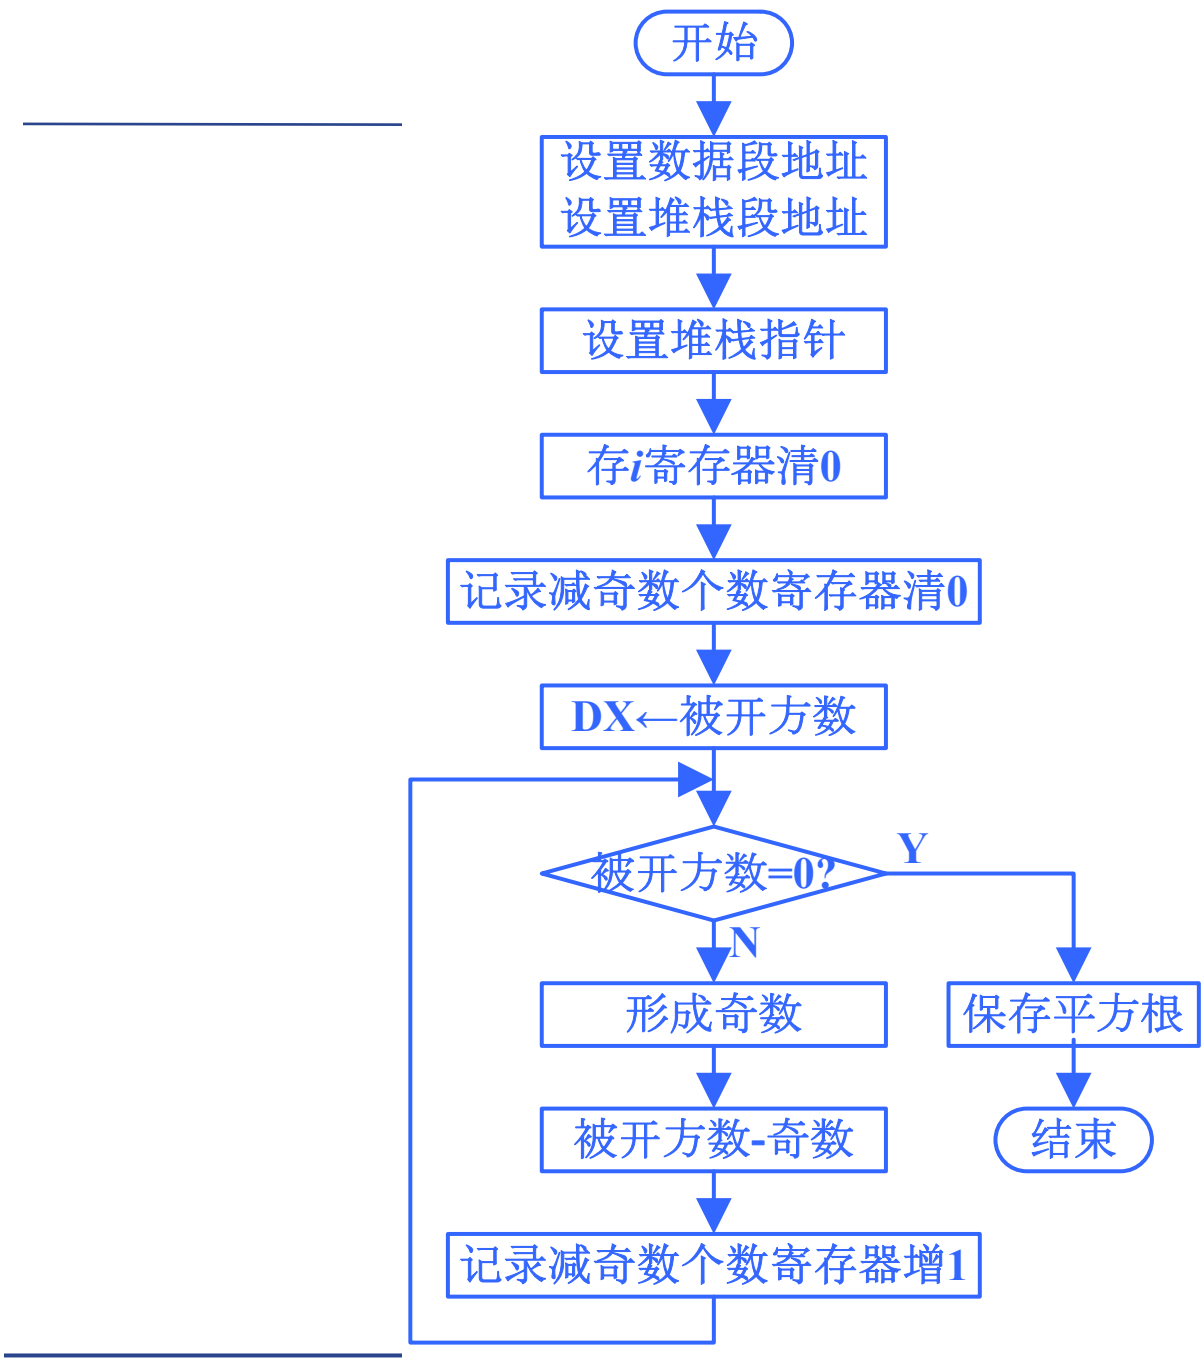 开始
设置数据段地址
设置堆栈段地址
设置堆栈指针
存i寄存器清0
记录减奇数个数寄存器清0
DX←被开方数
被开方数=0?
Y
N
形成奇数
保存平方根
被开方数-奇数
结束
记录减奇数个数寄存器增1